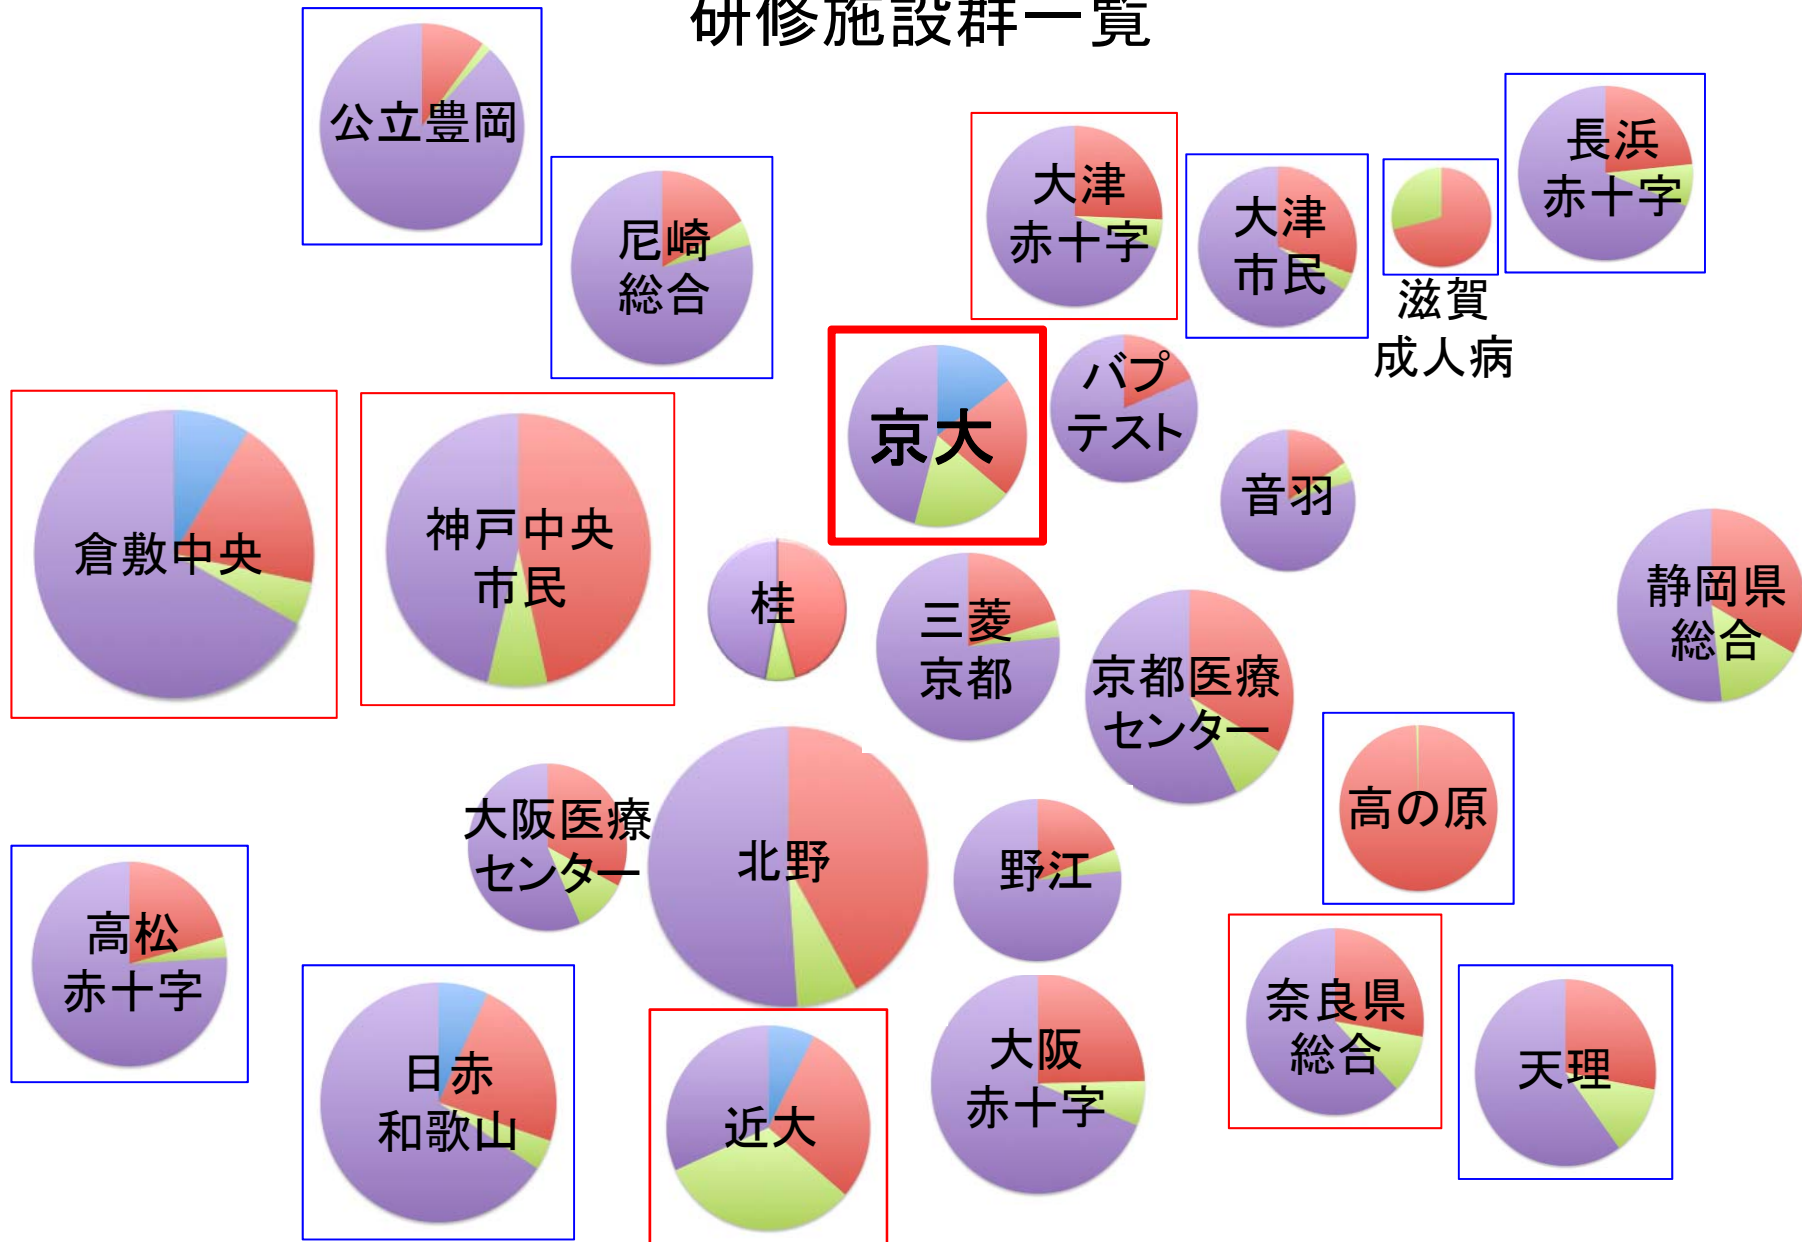 研修施設群一覧
公立豊岡
尼崎
総合
大津
赤十字
大津
市民
滋賀
成人病
長浜
赤十字
京大
バプ
テスト
音羽
倉敷中央
神戸中央
市民
桂
三菱
京都
京都医療
センター
静岡県
総合
高の原
大阪医療
センター
北野
野江
高松
赤十字
日赤
和歌山
近大
大阪
赤十字
奈良県
総合
天理